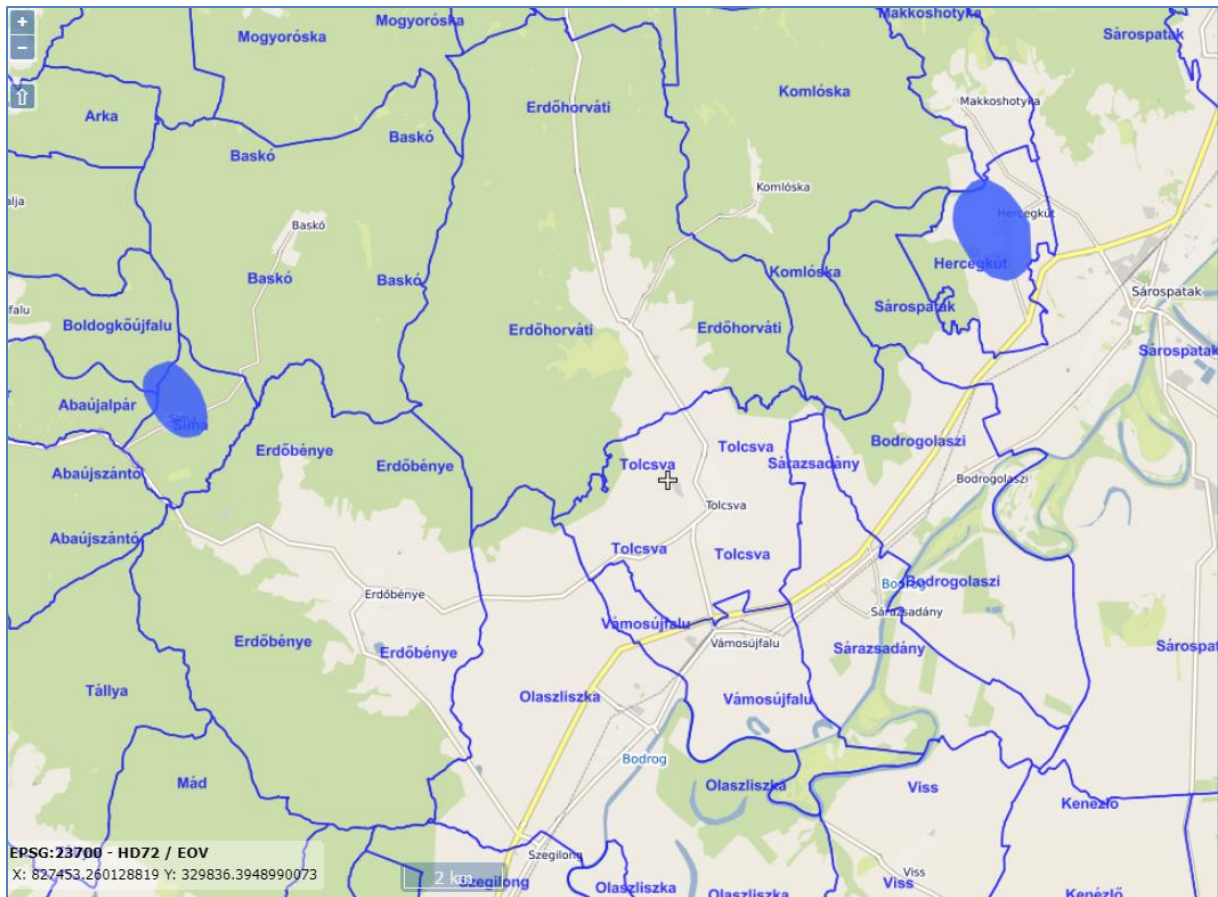 +
Mogyoróska
Mogyoróska
Makkoshotyka
Sárospatak
−
⇧
Arka
Erdőhorváti
Komlóska
Makkoshotyka
Baskó
Baskó
Komlóska
alja
Baskó
Hercegkút
Hercegkút
Baskó
Baskó
Komlóska
Sárospatak
Sárospatak
falu
Boldogkőújfalu
Erdőhorváti
Erdőhorváti
Sárospatak
Abaújalpár
Sima
Sima
Erdőbénye
Erdőbénye
Tolcsva
Tolcsva
Sárazsadány
Bodrogolaszi
Abaújszántó
Bodrogolaszi
Tolcsva
Abaújszántó
Tolcsva
Tolcsva
Erdőbénye
Bodrog
Bodrogolaszi
Sárazsadány
Vámosújfalu
Erdőbénye
Erdőbénye
Vámosújfalu
Sárazsadány
Sárospat
Tállya
Olaszliszka
Vámosújfalu
Bodrog
Mád
Olaszliszka
Viss
Kenézlő
EPSG:23700 - HD72 / EOV
X: 827453,260128819 Y: 329836.3948990073
2 km
Szegilong
Szegilong
Olaszliszka
Olaszliszka
Viss
Viss
Kenézlő